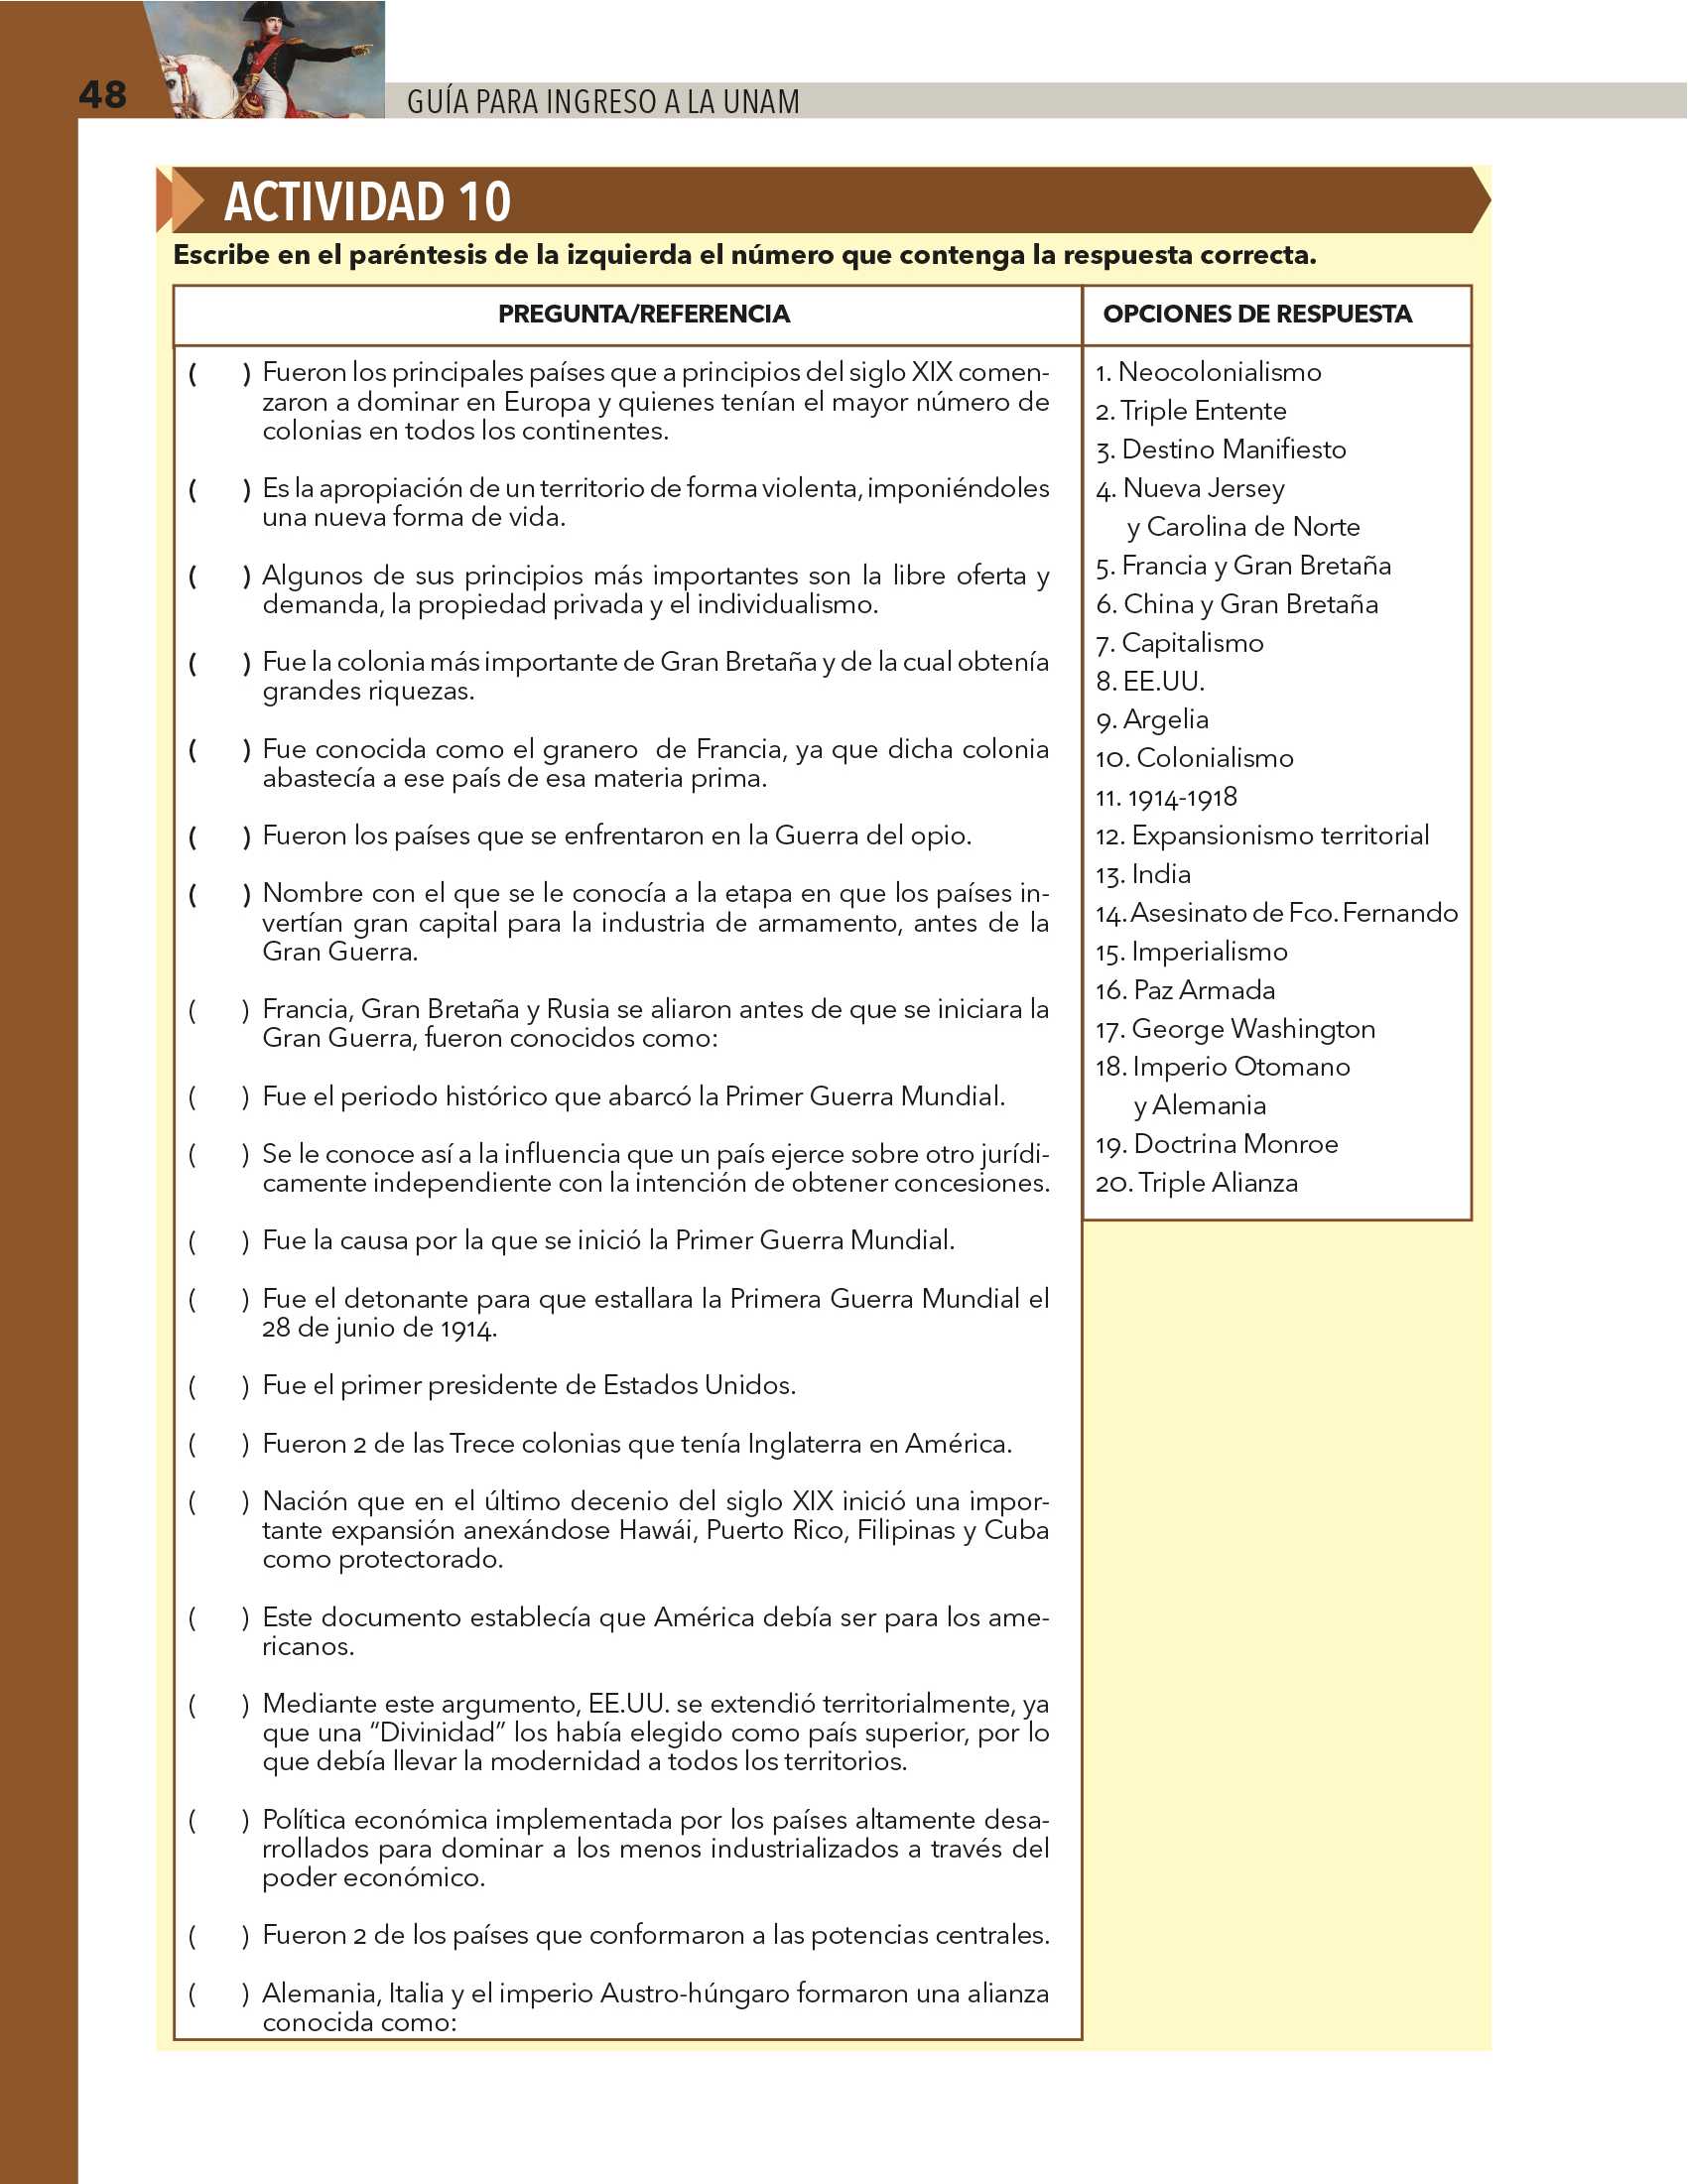 48
GUÍA PARA INGRESO A LA UNAM
ACTIVIDAD 10
Escribe en el paréntesis de la izquierda el número que contenga la respuesta correcta.
PREGUNTA/REFERENCIA
( ) Fueron los principales países que a principios del siglo XIX comen-
zaron a dominar en Europa y quienes tenían el mayor número de
colonias en todos los continentes.
( ) Es la apropiación de un territorio de forma violenta, imponiéndoles
una nueva forma de vida.
( ) Algunos de sus principios más importantes son la libre oferta y
demanda, la propiedad privada y el individualismo.
( ) Fue la colonia más importante de Gran Bretaña y de la cual obtenía
grandes riquezas.
( ) Fue conocida como el granero de Francia, ya que dicha colonia
abastecía a ese país de esa materia prima.
( ) Fueron los países que se enfrentaron en la Guerra del opio.
( ) Nombre con el que se le conocía a la etapa en que los países in-
vertían gran capital para la industria de armamento, antes de la
Gran Guerra.
( ) Francia, Gran Bretaña y Rusia se aliaron antes de que se iniciara la
Gran Guerra, fueron conocidos como:
( ) Fue el periodo histórico que abarcó la Primer Guerra Mundial.
( ) Se le conoce así a la influencia que un país ejerce sobre otro jurídi-
camente independiente con la intención de obtener concesiones.
( ) Fue la causa por la que se inició la Primer Guerra Mundial.
( ) Fue el detonante para que estallara la Primera Guerra Mundial el
28 de junio de 1914.
( ) Fue el primer presidente de Estados Unidos.
( ) Fueron 2 de las Trece colonias que tenía Inglaterra en América.
( ) Nación que en el último decenio del siglo XIX inició una impor-
tante expansión anexándose Hawái, Puerto Rico, Filipinas y Cuba
como protectorado.
( ) Este documento establecía que América debía ser para los ame-
ricanos.
( ) Mediante este argumento, EE.UU. se extendió territorialmente, ya
que una “Divinidad” los había elegido como país superior, por lo
que debía llevar la modernidad a todos los territorios.
( ) Política económica implementada por los países altamente desa-
rrollados para dominar a los menos industrializados a través del
poder económico.
( ) Fueron 2 de los países que conformaron a las potencias centrales.
( ) Alemania, Italia y el imperio Austro-húngaro formaron una alianza
conocida como:
OPCIONES DE RESPUESTA
1. Neocolonialismo
2. Triple Entente
3. Destino Manifiesto
4. Nueva Jersey
y Carolina de Norte
5. Francia y Gran Bretaña
6. China y Gran Bretaña
7. Capitalismo
8. EE.UU.
9. Argelia
10. Colonialismo
11. 1914-1918
12. Expansionismo territorial
13. India
14. Asesinato de Fco. Fernando
15. Imperialismo
16. Paz Armada
17. George Washington
18. Imperio Otomano
y Alemania
19. Doctrina Monroe
20. Triple Alianza